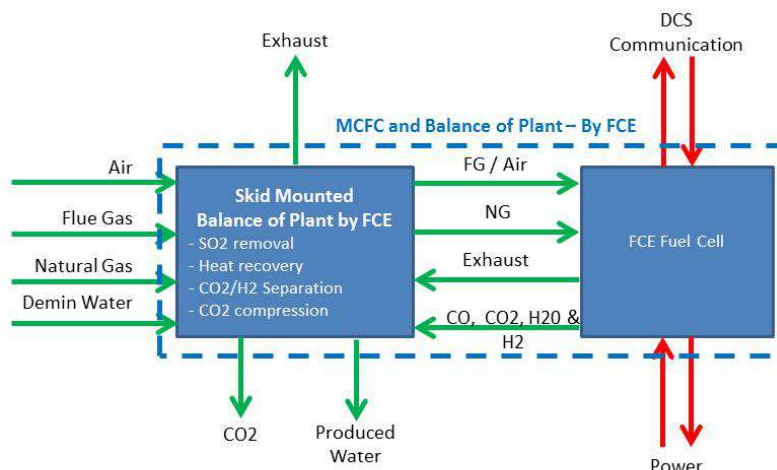 Exhaust
DCS
Communication
MCFC and Balance of Plant – By FCE
Air
Flue Gas
Natural Gas
Demin Water
Skid Mounted
Balance of Plant by FCE
- SO2 removal
- Heat recovery
- CO2/H2 Separation
- CO2 compression
FG / Air
NG
Exhaust
CO, CO2, H20 &
H2
FCE Fuel Cell
CO2
Produced
Water
Power